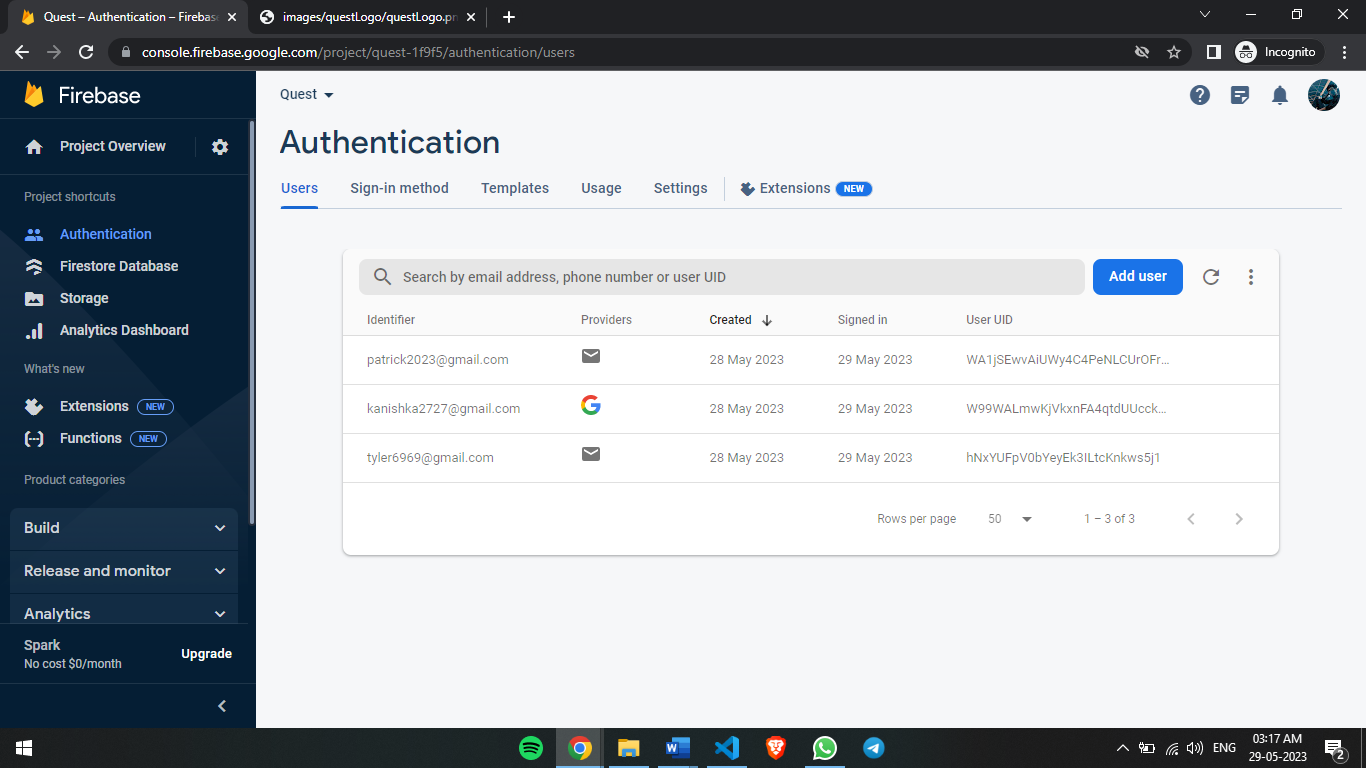 Quest – Authentication – Firebase
images/questLogo/questLogo.pn
console.firebase.google.com/project/quest-1f9f5/authentication/users
Incognito
Firebase
Project Overview
Project shortcuts
Authentication
Firestore Database
Storage
Analytics Dashboard
What's new
Extensions NEW
Functions NEW
Product categories
Build
Release and monitor
Analytics
Spark
No cost $0/month
Upgrade
Quest
Authentication
Users Sign-in method Templates Usage Settings Extensions NEW
Search by email address, phone number or user UID
Add user
Identifier Providers Created Signed in User UID
patrick2023@gmail.com 28 May 2023 29 May 2023 WA1jSEwvAiUWy4C4PeNLCUrOFr...
kanishka2727@gmail.com 28 May 2023 29 May 2023 W99WALmwKjVkxnFA4qtdUUcck...
tyler6969@gmail.com 28 May 2023 29 May 2023 hNxYUFpV0bYeyEk3ILtcKnkws5j1
Rows per page 50 1 – 3 of 3
ENG
03:17 AM
29-05-2023
2